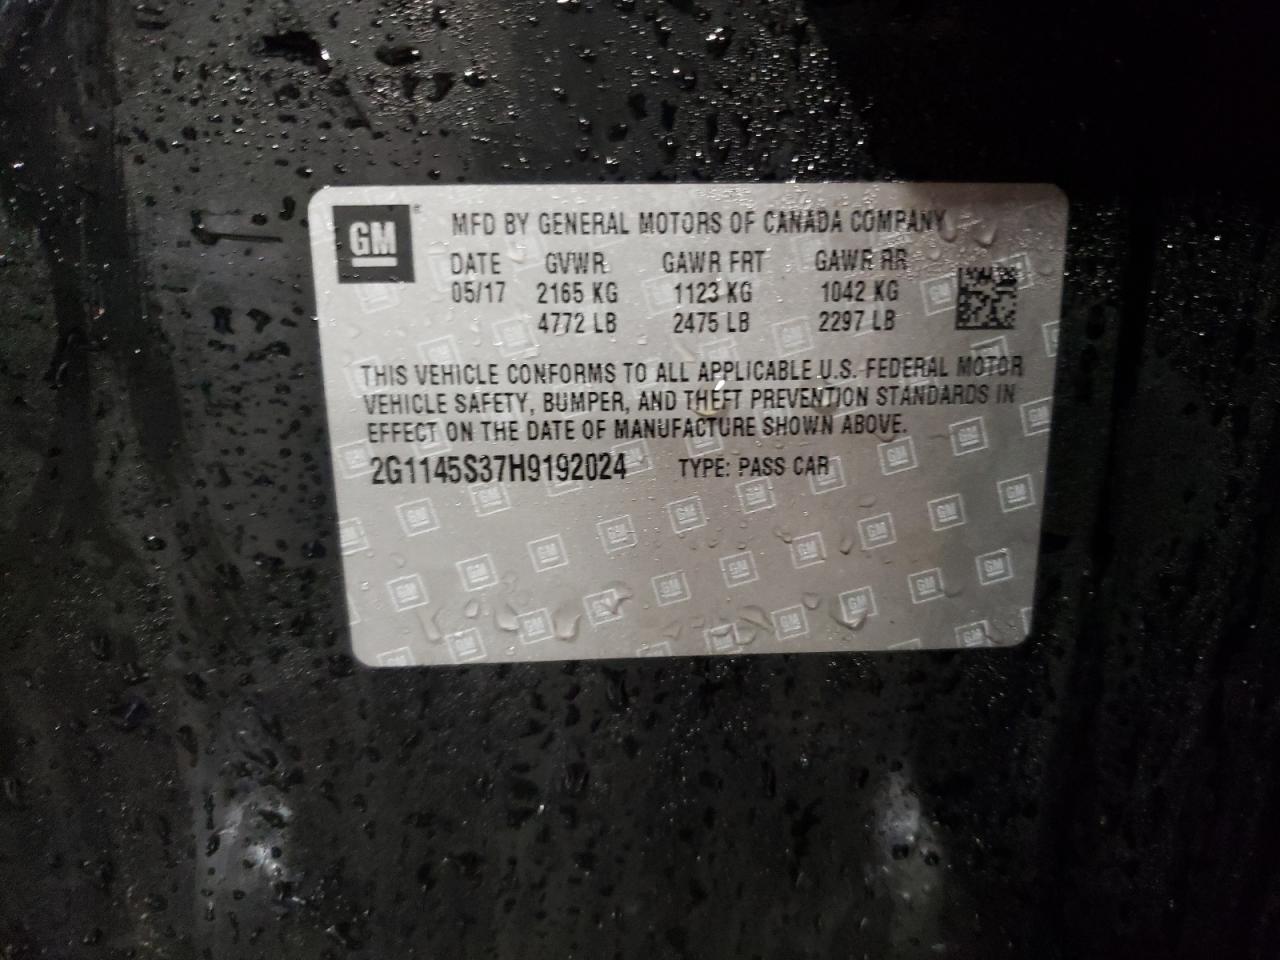 GM MFD BY GENERAL MOTORS OF CANADA COMPANY
DATE GVWR GAWR FRT GAWR RR
05/17 2165 KG 1123 KG 1042 KG
4772 LB 2475 LB 2297 LB
THIS VEHICLE CONFORMS TO ALL APPLICABLE U.S. FEDERAL MOTOR
VEHICLE SAFETY, BUMPER, AND THEFT PREVENTION STANDARDS IN
EFFECT ON THE DATE OF MANUFACTURE SHOWN ABOVE.
2G1145S37H9192024 TYPE: PASS CAR